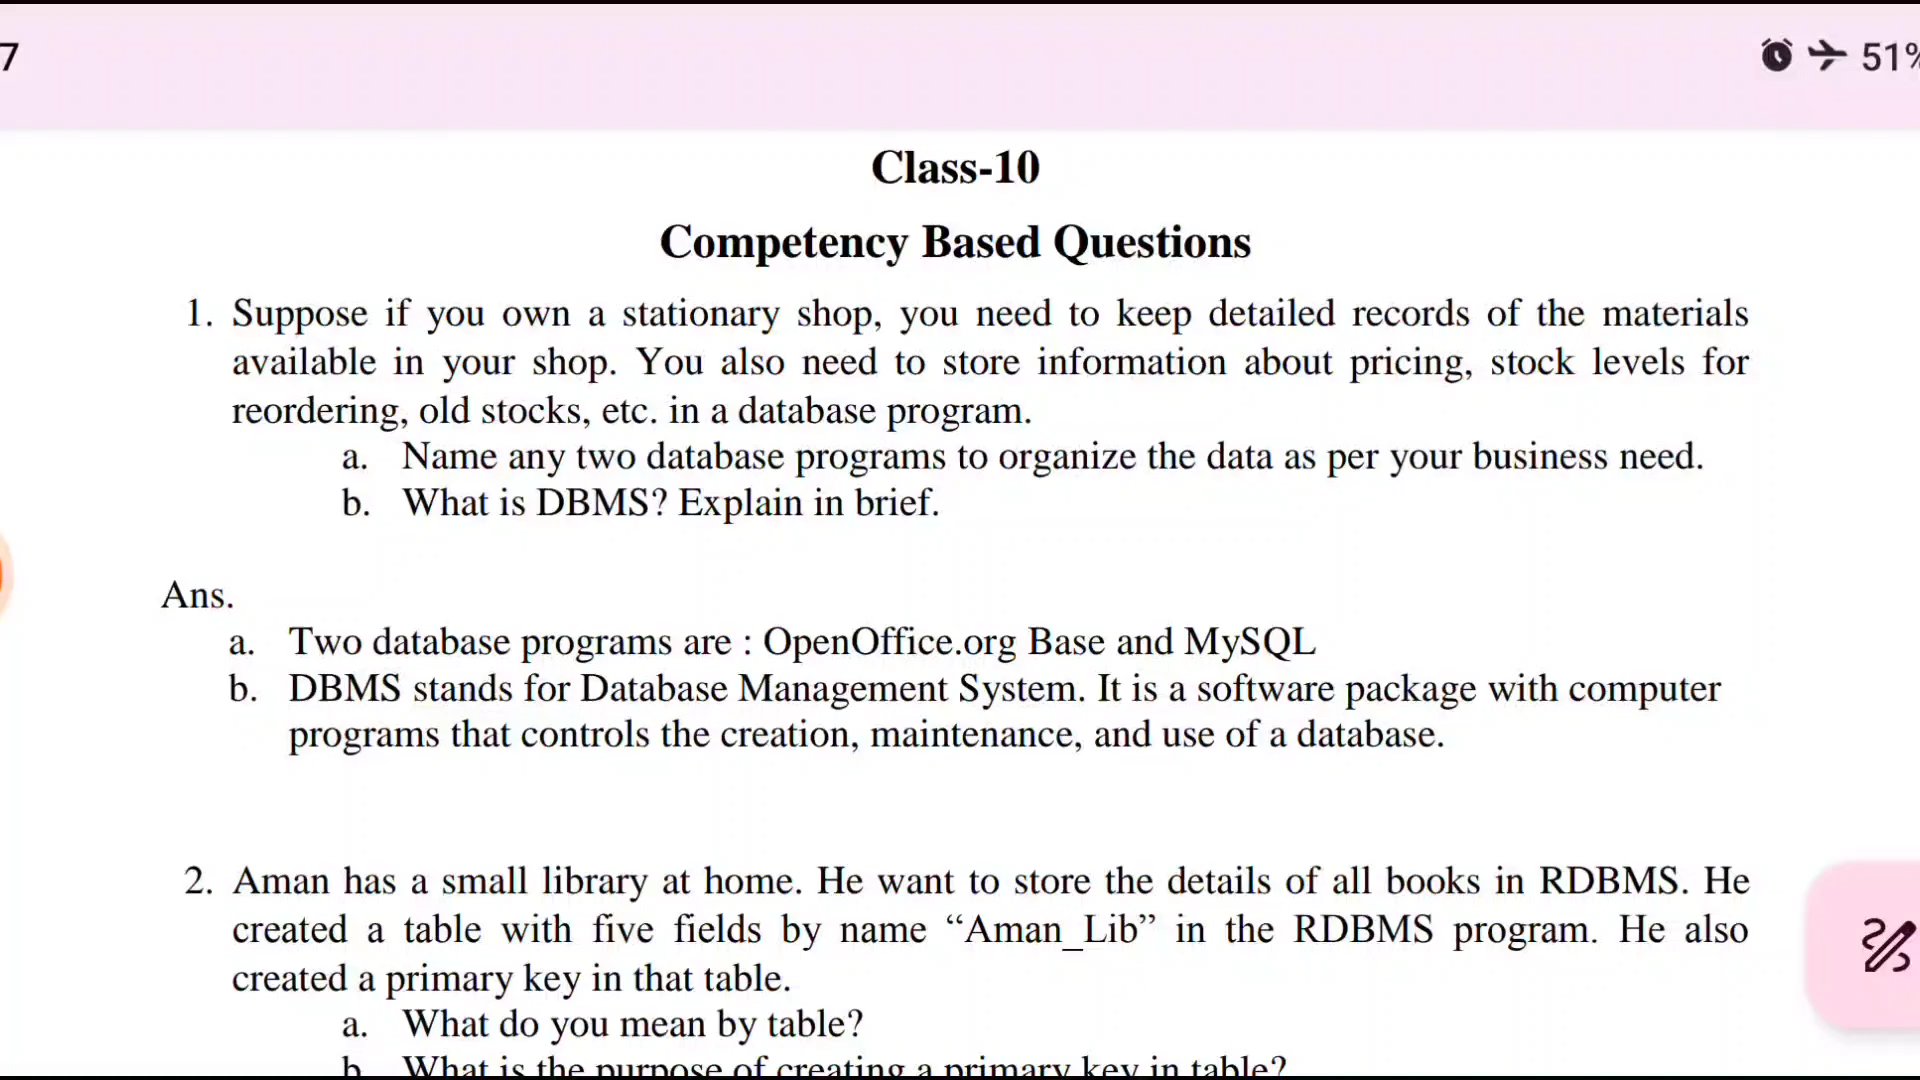 7
51%
Class-10
Competency Based Questions
1. Suppose if you own a stationary shop, you need to keep detailed records of the materials
available in your shop. You also need to store information about pricing, stock levels for
reordering, old stocks, etc. in a database program.
a. Name any two database programs to organize the data as per your business need.
b. What is DBMS? Explain in brief.
Ans.
a. Two database programs are : OpenOffice.org Base and MySQL
b. DBMS stands for Database Management System. It is a software package with computer
programs that controls the creation, maintenance, and use of a database.
2. Aman has a small library at home. He want to store the details of all books in RDBMS. He
created a table with five fields by name “Aman_Lib” in the RDBMS program. He also
created a primary key in that table.
a. What do you mean by table?
b. What is the purpose of creating a primary key in table?